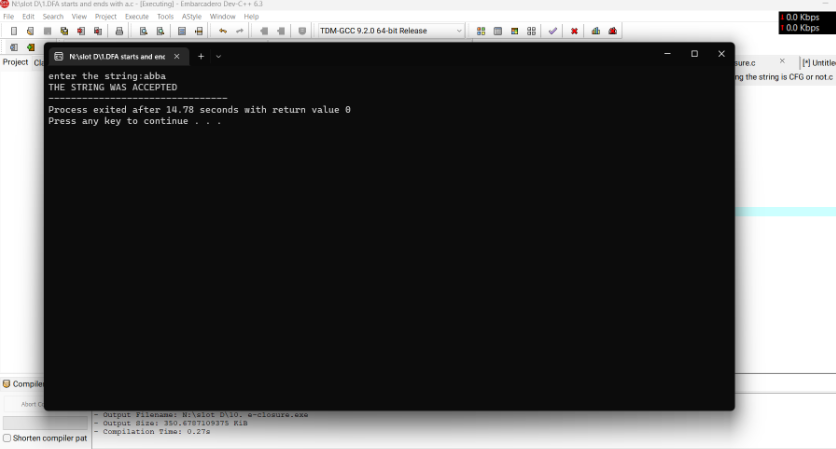 N:\slot D\1.DFA starts and ends with a.c - [Executing] - Embarcadero Dev-C++ 6.3
File Edit Search View Project Execute Tools AStyle Window Help
0.0 Kbps
0.0 Kbps
TDM-GCC 9.2.0 64-bit Release
Project Cl
N:\slot D\1.DFA starts and enc
sure.c
[*] Untitle
ng the string is CFG or not.c
enter the string:abba
THE STRING WAS ACCEPTED
--------------------------------
Process exited after 14.78 seconds with return value 0
Press any key to continue . . .
Compile
Abort C
Shorten compiler pat
- Output Filename: N:\slot D\10. e-closure.exe
- Output Size: 350.6787109375 KiB
- Compilation Time: 0.27s